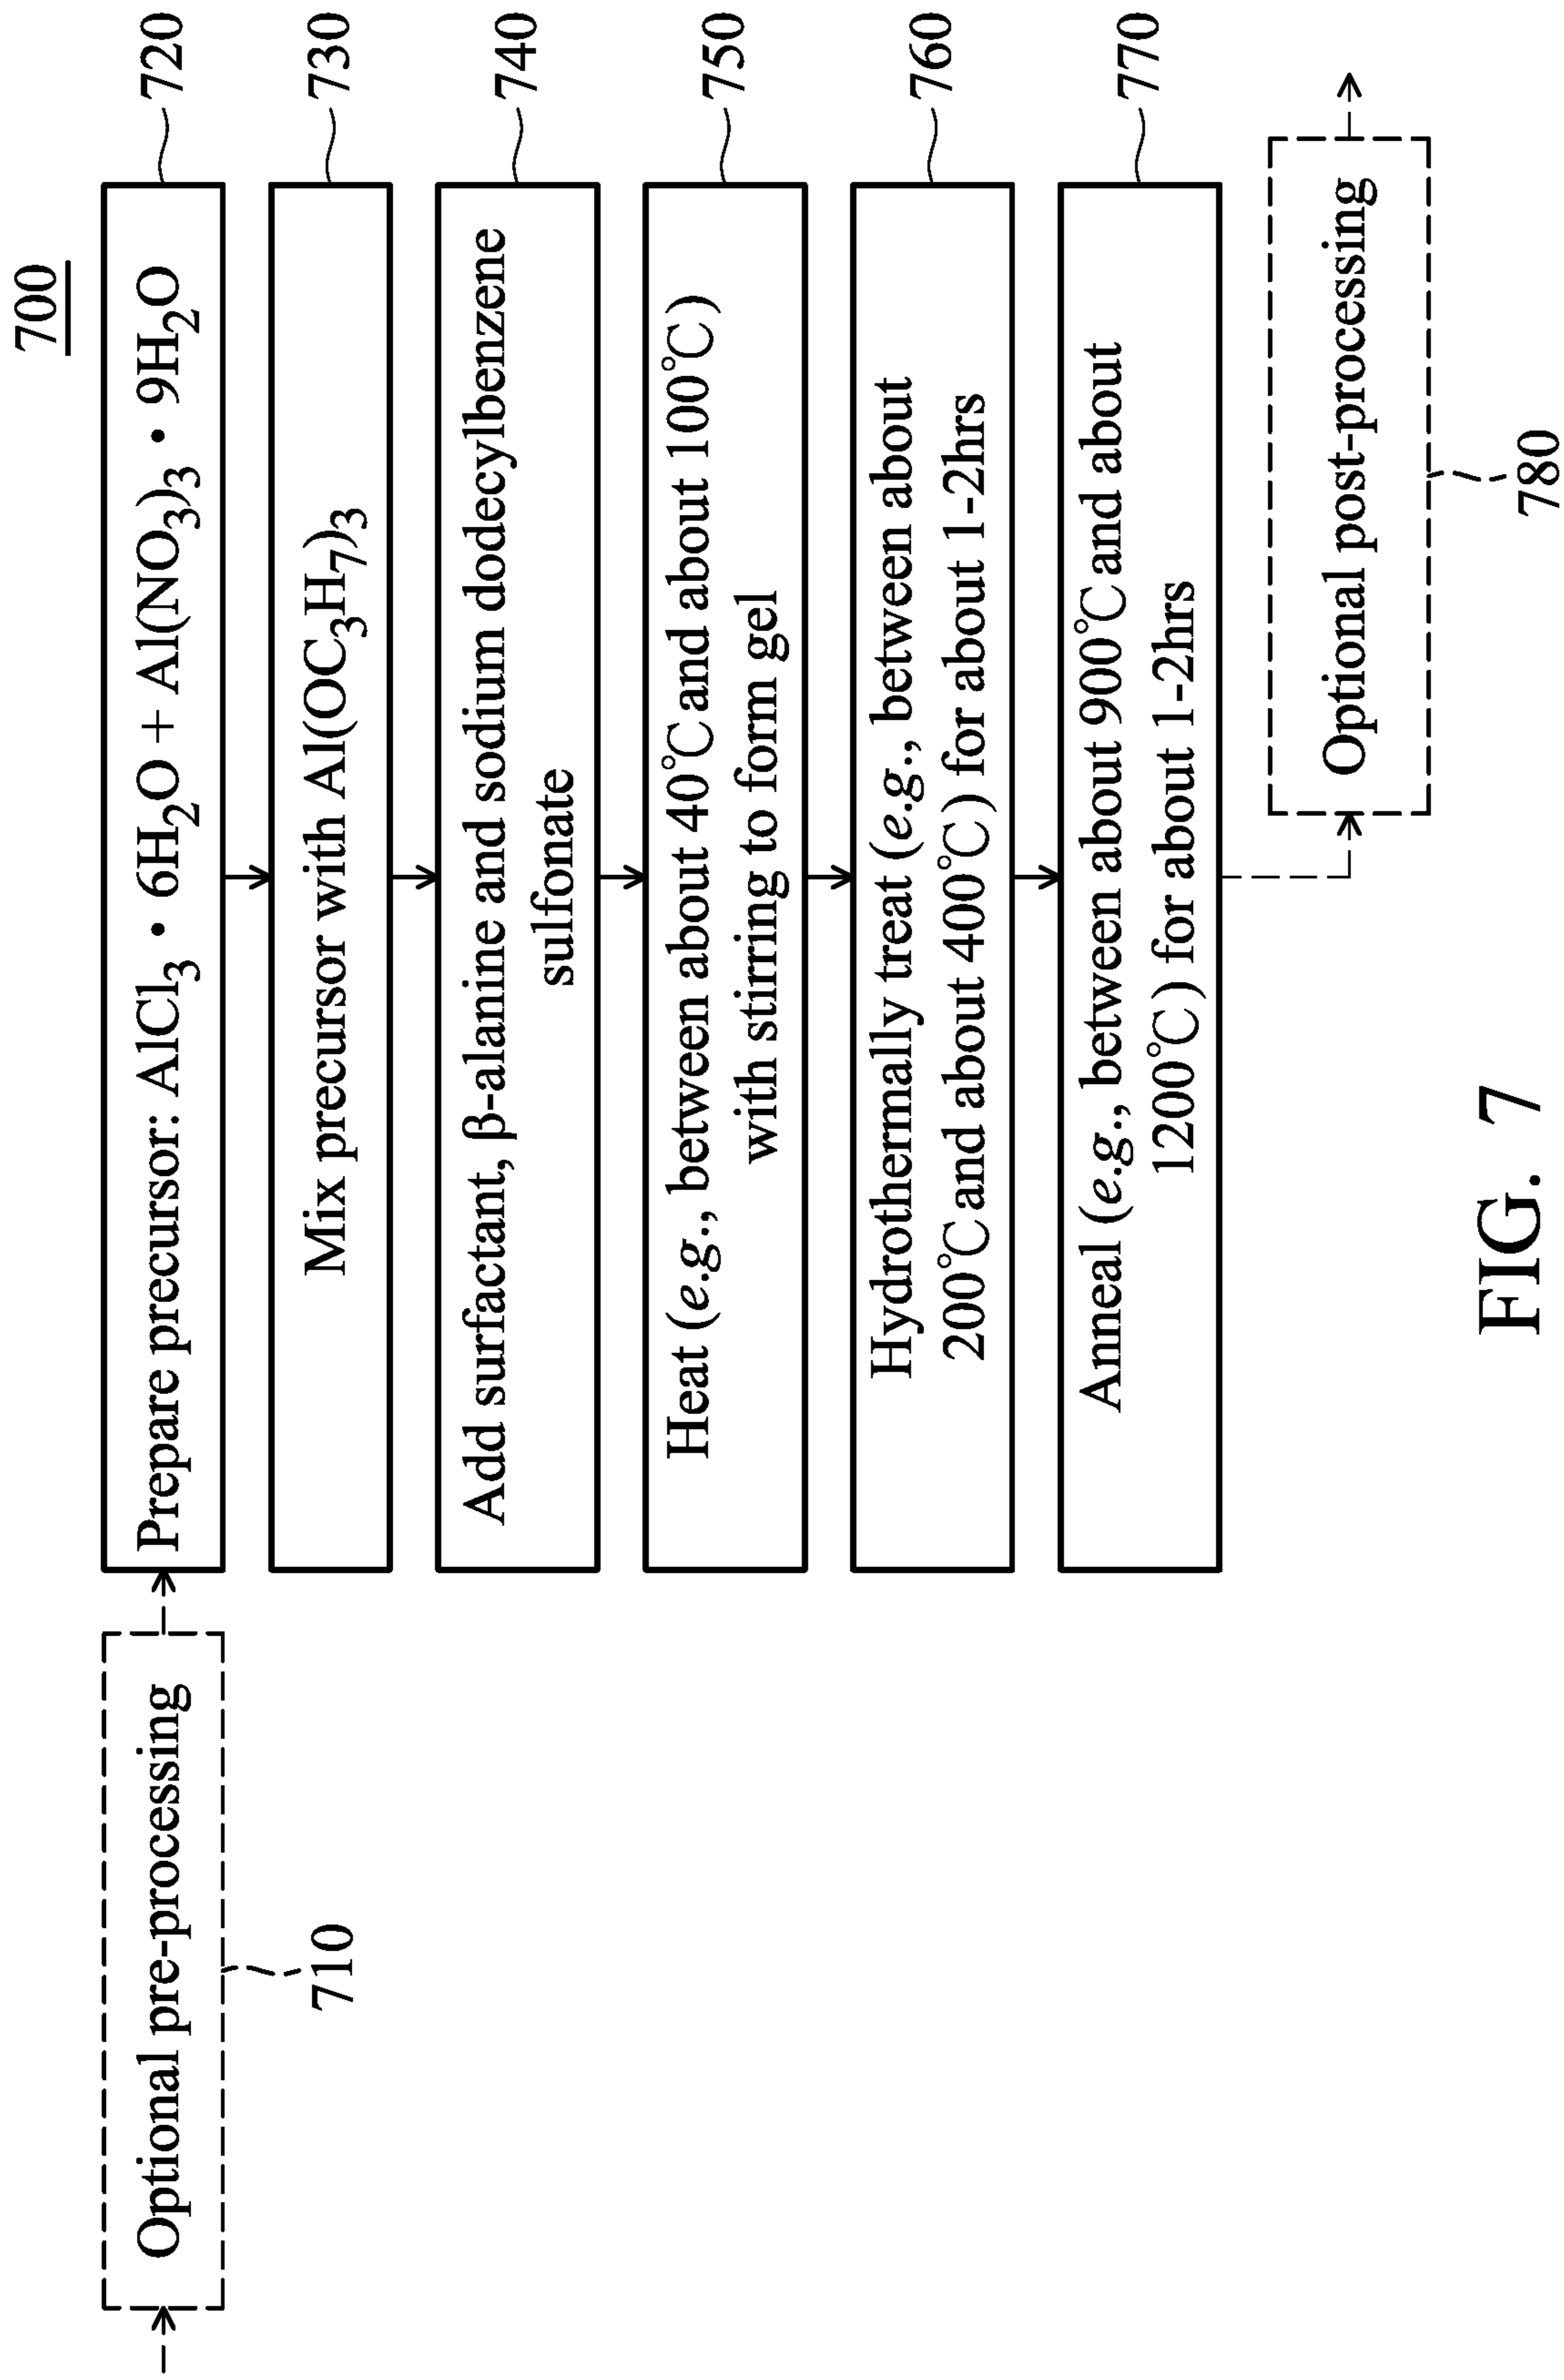 700
Optional pre-processing
710
Prepare precursor: AlCl₃ · 6H₂O + Al(NO₃)₃ · 9H₂O
720
Mix precursor with Al(OC₃H₇)₃
730
Add surfactant, β-alanine and sodium dodecylbenzene
sulfonate
740
Heat (e.g., between about 40℃ and about 100℃)
with stirring to form gel
750
Hydrothermally treat (e.g., between about
200℃ and about 400℃) for about 1-2hrs
760
Anneal (e.g., between about 900℃ and about
1200℃) for about 1-2hrs
770
Optional post-processing
780
FIG. 7